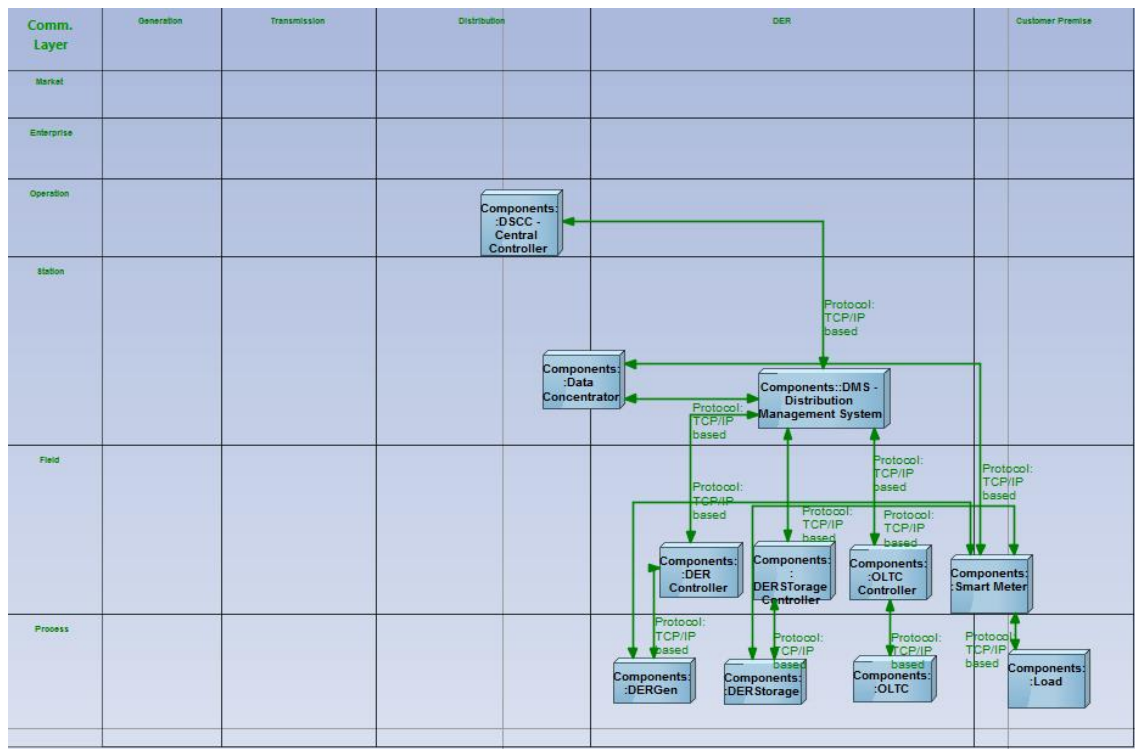 Comm.
Layer
Generation
Transmission
Distribution
DER
Customer Premise
Market
Enterprise
Operation
Components:
:DSCC -
Central
Controller
Station
Protocol:
TCP/IP
based
Components:
:Data
Concentrator
Components::DMS -
Distribution
Management System
Protocol:
TCP/IP
based
Field
Protocol:
TCP/IP
based
Protocol:
TCP/IP
based
Protocol:
TCP/IP
based
Protocol:
TCP/IP
based
Protocol:
TCP/IP
based
Components:
:DER
Controller
Components:
:
DERSTorage
Controller
Components:
:OLTC
Controller
Components:
:Smart Meter
Process
Protocol:
TCP/IP
based
Protocol:
TCP/IP
based
Protocol:
TCP/IP
based
Protocol:
TCP/IP
based
Components:
:DERGen
Components:
:DERStorage
Components:
:OLTC
Components:
:Load